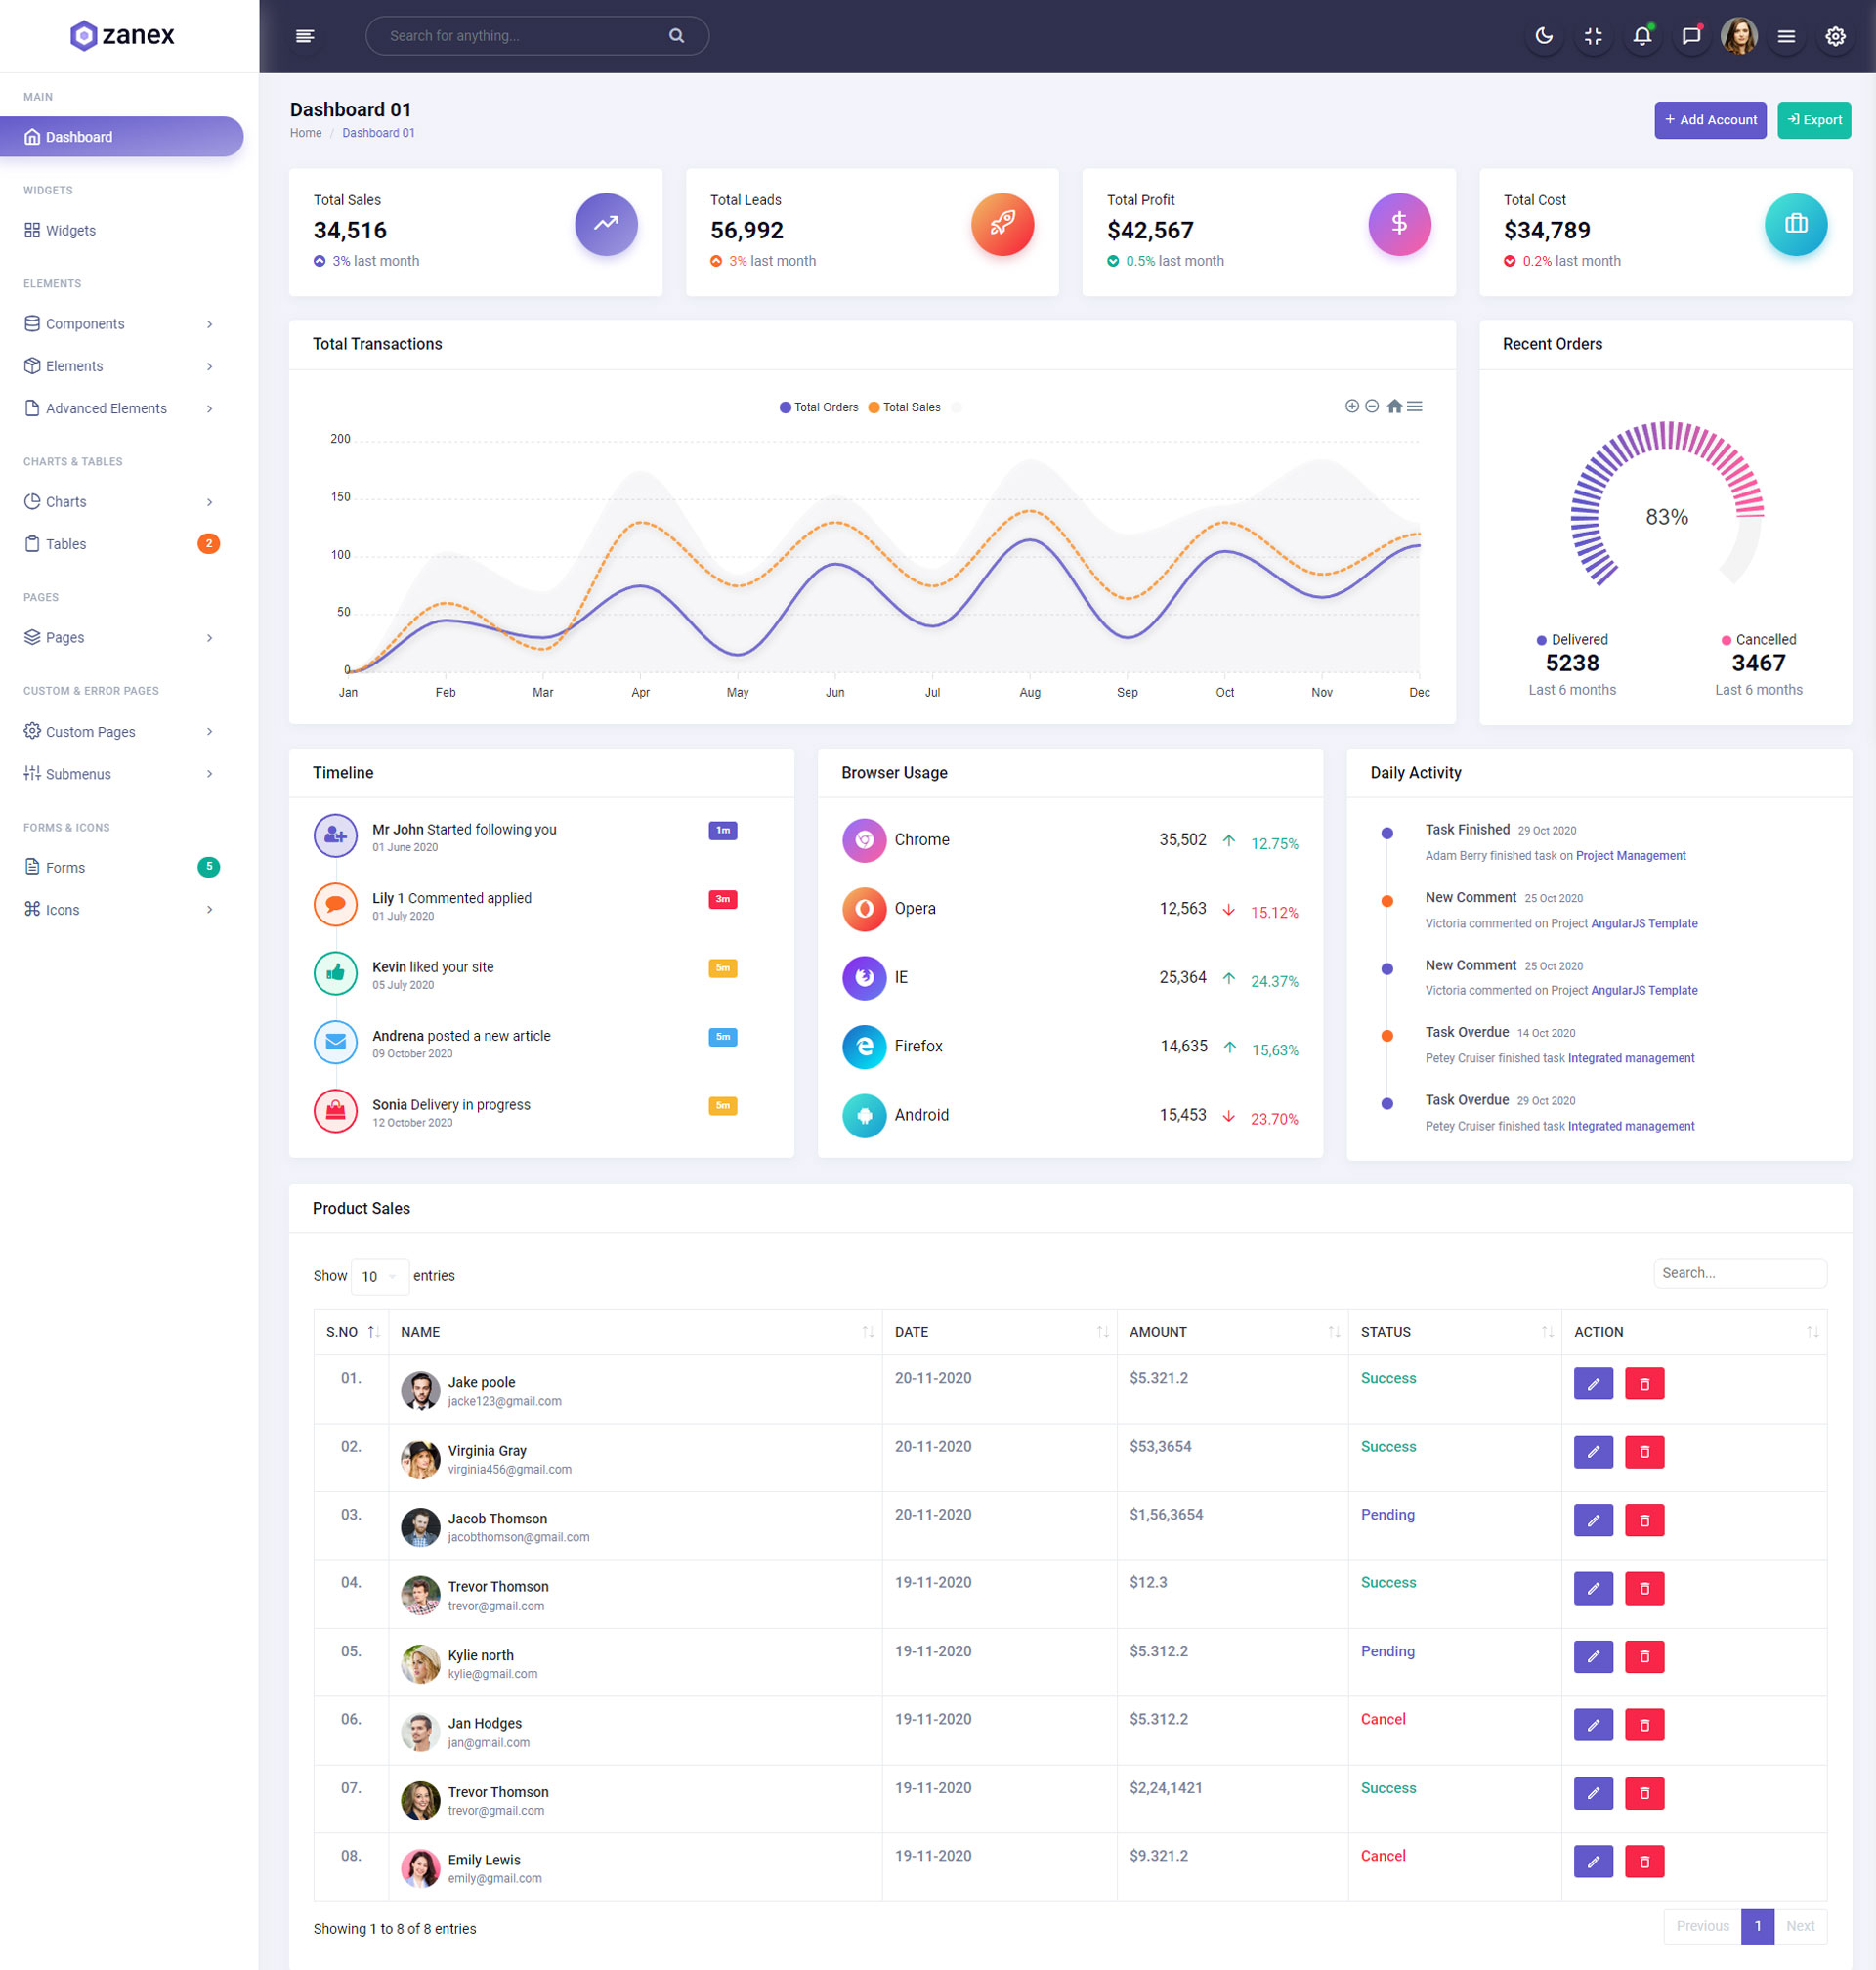 zanex
Search for anything...
MAIN
Dashboard
WIDGETS
Widgets
ELEMENTS
Components
Elements
Advanced Elements
CHARTS & TABLES
Charts
Tables 2
PAGES
Pages
CUSTOM & ERROR PAGES
Custom Pages
Submenus
FORMS & ICONS
Forms 5
Icons
Dashboard 01
Home / Dashboard 01
+ Add Account
Export
Total Sales
34,516
3% last month
Total Leads
56,992
3% last month
Total Profit
$42,567
0.5% last month
Total Cost
$34,789
0.2% last month
Total Transactions
Total Orders Total Sales
200
150
100
50
0
Jan Feb Mar Apr May Jun Jul Aug Sep Oct Nov Dec
Recent Orders
83%
Delivered
5238
Last 6 months
Cancelled
3467
Last 6 months
Timeline
Mr John Started following you 1m
01 June 2020
Lily 1 Commented applied 3m
01 July 2020
Kevin liked your site 5m
05 July 2020
Andrena posted a new article 5m
09 October 2020
Sonia Delivery in progress 5m
12 October 2020
Browser Usage
Chrome 35,502 12.75%
Opera 12,563 15.12%
IE 25,364 24.37%
Firefox 14,635 15,63%
Android 15,453 23.70%
Daily Activity
Task Finished 29 Oct 2020
Adam Berry finished task on Project Management
New Comment 25 Oct 2020
Victoria commented on Project AngularJS Template
New Comment 25 Oct 2020
Victoria commented on Project AngularJS Template
Task Overdue 14 Oct 2020
Petey Cruiser finished task Integrated management
Task Overdue 29 Oct 2020
Petey Cruiser finished task Integrated management
Product Sales
Show 10 entries
Search...
S.NO NAME DATE AMOUNT STATUS ACTION
01. Jake poole 20-11-2020 $5.321.2 Success
jacke123@gmail.com
02. Virginia Gray 20-11-2020 $53,3654 Success
virginia456@gmail.com
03. Jacob Thomson 20-11-2020 $1,56,3654 Pending
jacobthomson@gmail.com
04. Trevor Thomson 19-11-2020 $12.3 Success
trevor@gmail.com
05. Kylie north 19-11-2020 $5.312.2 Pending
kylie@gmail.com
06. Jan Hodges 19-11-2020 $5.312.2 Cancel
jan@gmail.com
07. Trevor Thomson 19-11-2020 $2,24,1421 Success
trevor@gmail.com
08. Emily Lewis 19-11-2020 $9.321.2 Cancel
emily@gmail.com
Showing 1 to 8 of 8 entries
Previous 1 Next